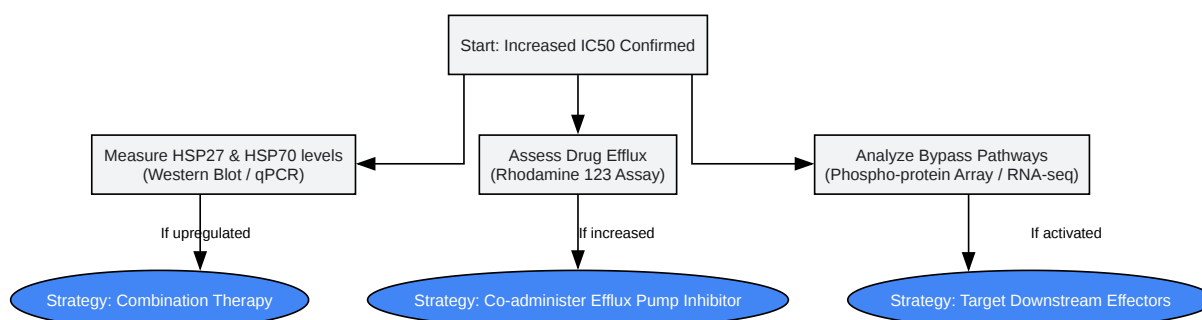 Start: Increased IC50 Confirmed
Measure HSP27 & HSP70 levels
(Western Blot / qPCR)
Assess Drug Efflux
(Rhodamine 123 Assay)
Analyze Bypass Pathways
(Phospho-protein Array / RNA-seq)
If upregulated
If increased
If activated
Strategy: Combination Therapy
Strategy: Co-administer Efflux Pump Inhibitor
Strategy: Target Downstream Effectors